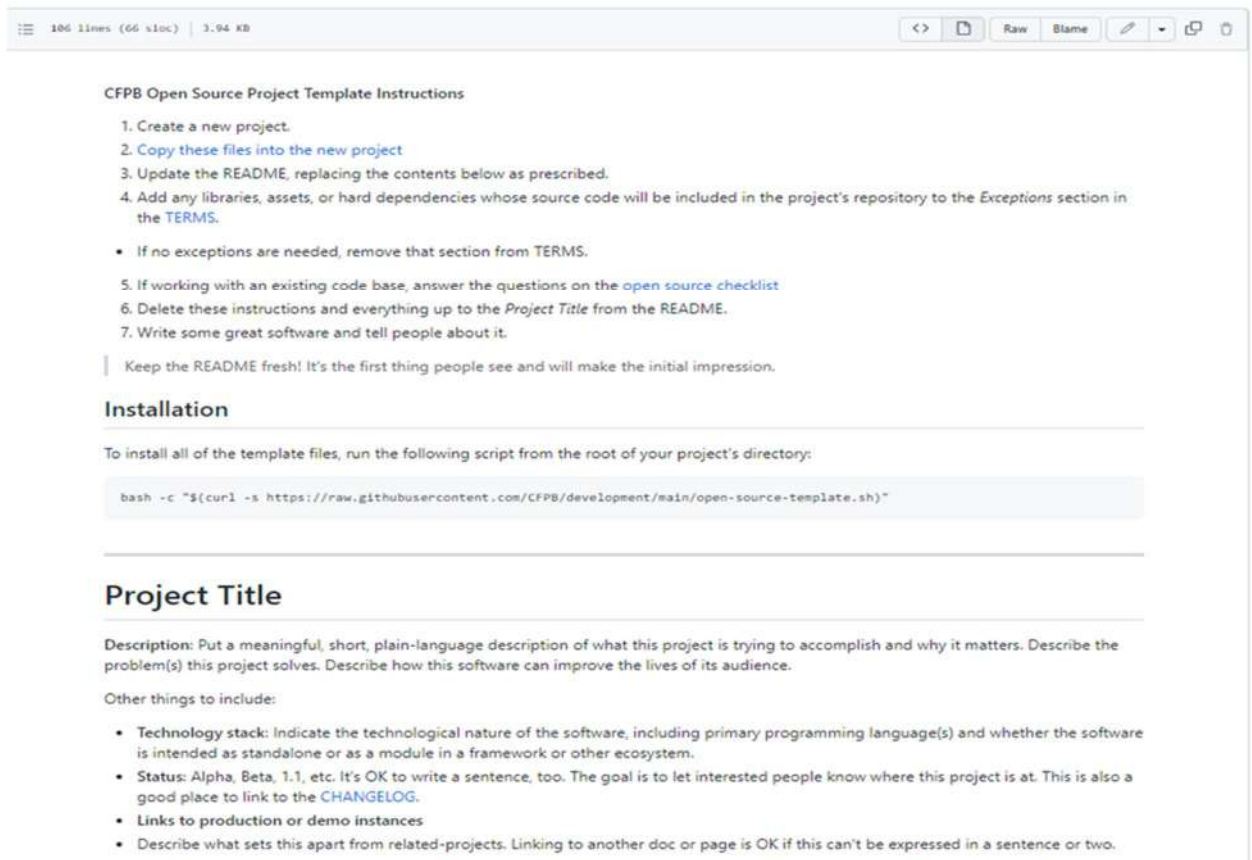 106 lines (66 sloc) | 3.94 KB
<> Raw Blame
CFPB Open Source Project Template Instructions
1. Create a new project.
2. Copy these files into the new project
3. Update the README, replacing the contents below as prescribed.
4. Add any libraries, assets, or hard dependencies whose source code will be included in the project's repository to the Exceptions section in
the TERMS.
• If no exceptions are needed, remove that section from TERMS.
5. If working with an existing code base, answer the questions on the open source checklist
6. Delete these instructions and everything up to the Project Title from the README.
7. Write some great software and tell people about it.
Keep the README fresh! It's the first thing people see and will make the initial impression.
Installation
To install all of the template files, run the following script from the root of your project's directory:
bash -c "$(curl -s https://raw.githubusercontent.com/CFPB/development/main/open-source-template.sh)"
Project Title
Description: Put a meaningful, short, plain-language description of what this project is trying to accomplish and why it matters. Describe the
problem(s) this project solves. Describe how this software can improve the lives of its audience.
Other things to include:
• Technology stack: Indicate the technological nature of the software, including primary programming language(s) and whether the software
is intended as standalone or as a module in a framework or other ecosystem.
• Status: Alpha, Beta, 1.1, etc. It's OK to write a sentence, too. The goal is to let interested people know where this project is at. This is also a
good place to link to the CHANGELOG.
• Links to production or demo instances
• Describe what sets this apart from related-projects. Linking to another doc or page is OK if this can't be expressed in a sentence or two.